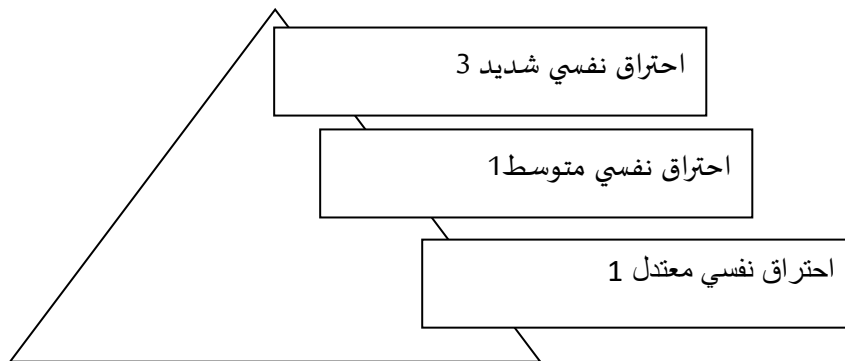 احتراق نفسي شديد 3
احتراق نفسي متوسط1
احتراق نفسي معتدل 1